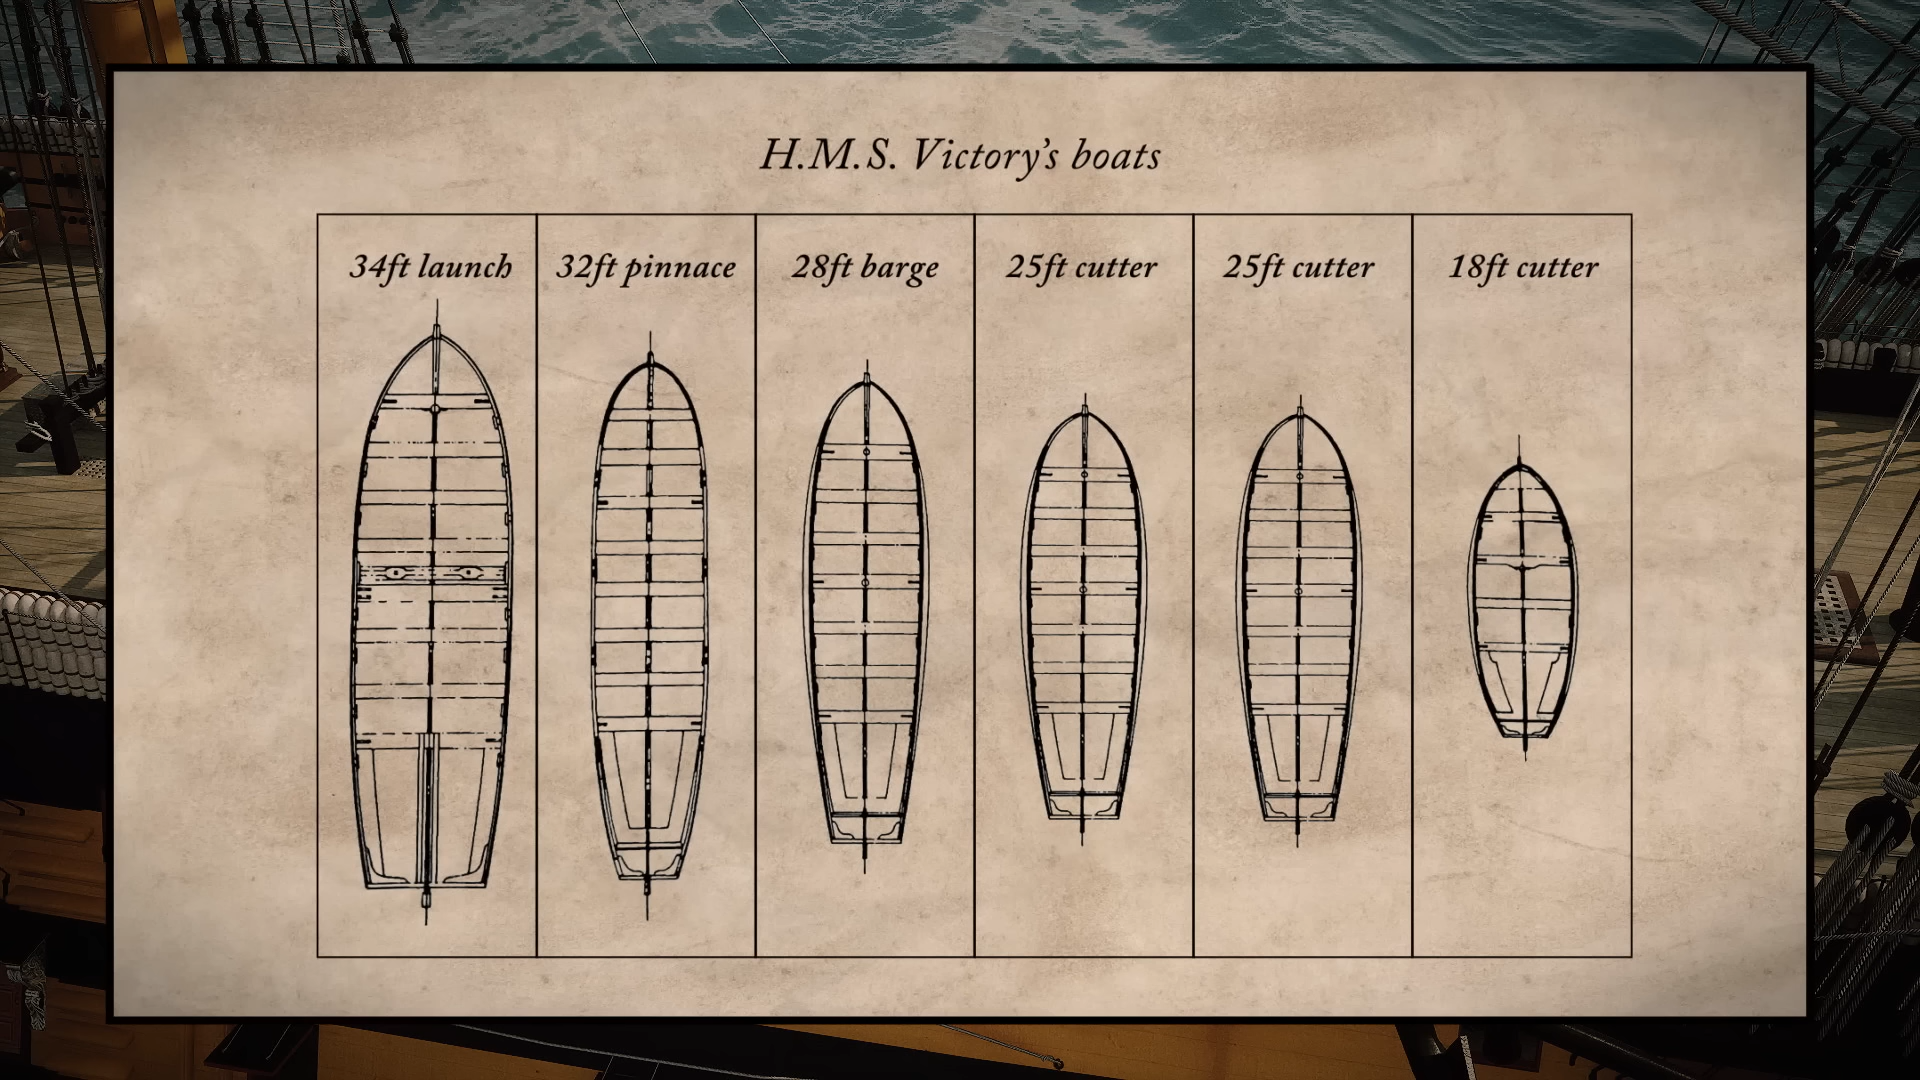 H.M.S. Victory's boats
34ft launch
32ft pinnace
28ft barge
25ft cutter
25ft cutter
18ft cutter